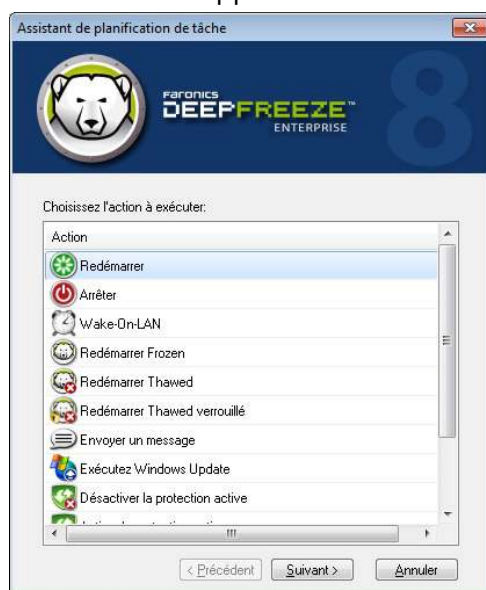 Assistant de planification de tâche
FARONICS
DEEPFREEZE™
ENTERPRISE
8
Choisissez l'action à exécuter:
Action
Redémarrer
Arrêter
Wake-On-LAN
Redémarrer Frozen
Redémarrer Thawed
Redémarrer Thawed verrouillé
Envoyer un message
Exécutez Windows Update
Désactiver la protection active
< Précédent Suivant > Annuler